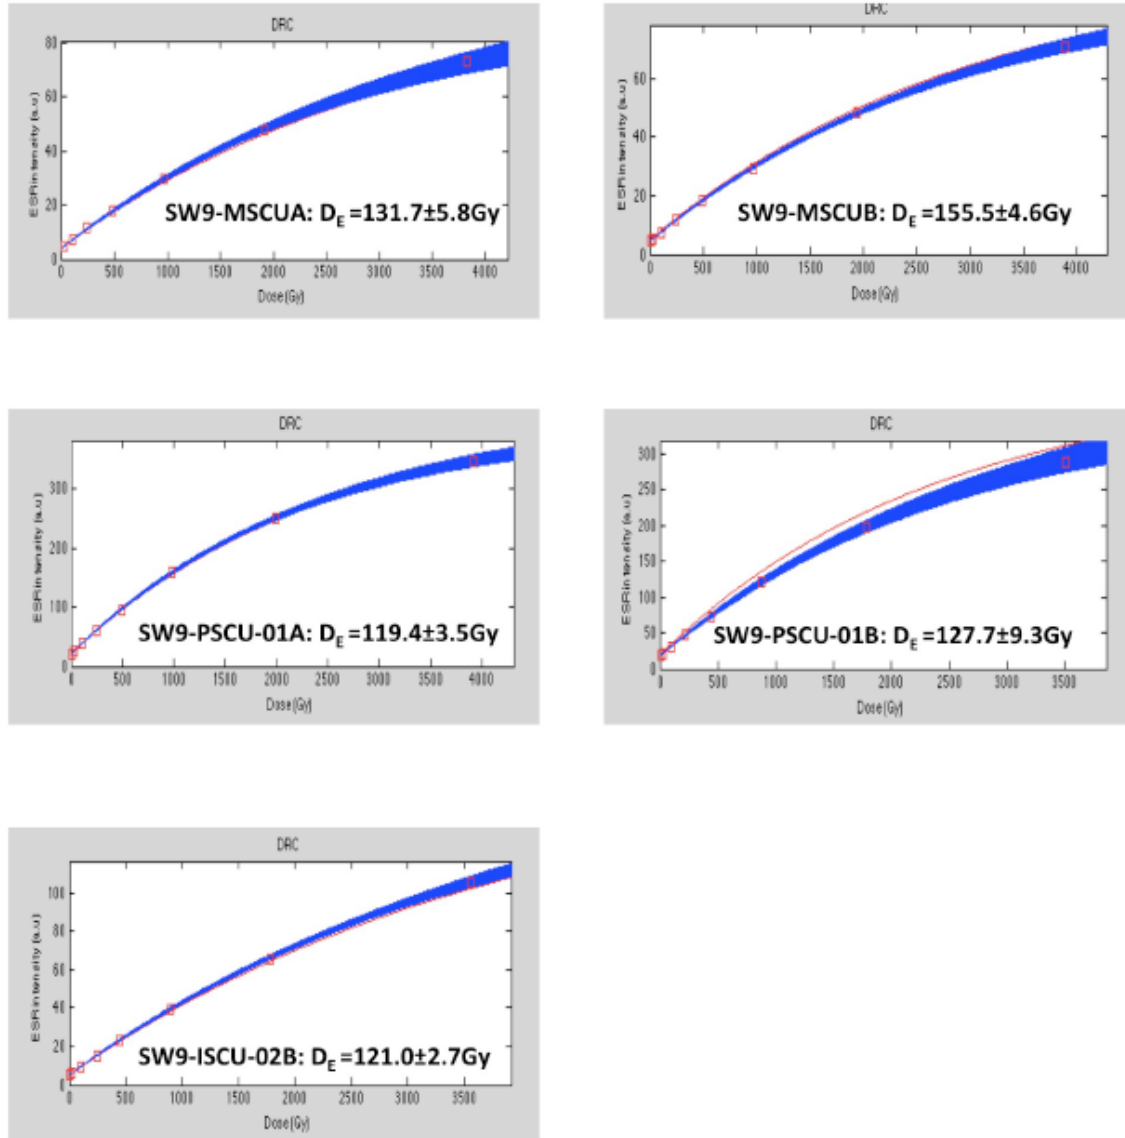 DRC
80
60
40
20
0
ESR intensity (a.u)
SW9-MSCUA: DE =131.7±5.8Gy
0 500 1000 1500 2000 2500 3000 3500 4000
Dose(Gy)
DRC
60
40
20
0
ESR intensity (a.u)
SW9-MSCUB: DE =155.5±4.6Gy
0 500 1000 1500 2000 2500 3000 3500 4000
Dose(Gy)
DRC
300
200
100
0
ESR intensity (a.u)
SW9-PSCU-01A: DE =119.4±3.5Gy
0 500 1000 1500 2000 2500 3000 3500 4000
Dose(Gy)
DRC
300
250
200
150
100
50
0
ESR intensity (a.u)
SW9-PSCU-01B: DE =127.7±9.3Gy
0 500 1000 1500 2000 2500 3000 3500
Dose(Gy)
DRC
100
80
60
40
20
0
ESR intensity (a.u)
SW9-ISCU-02B: DE =121.0±2.7Gy
0 500 1000 1500 2000 2500 3000 3500
Dose(Gy)